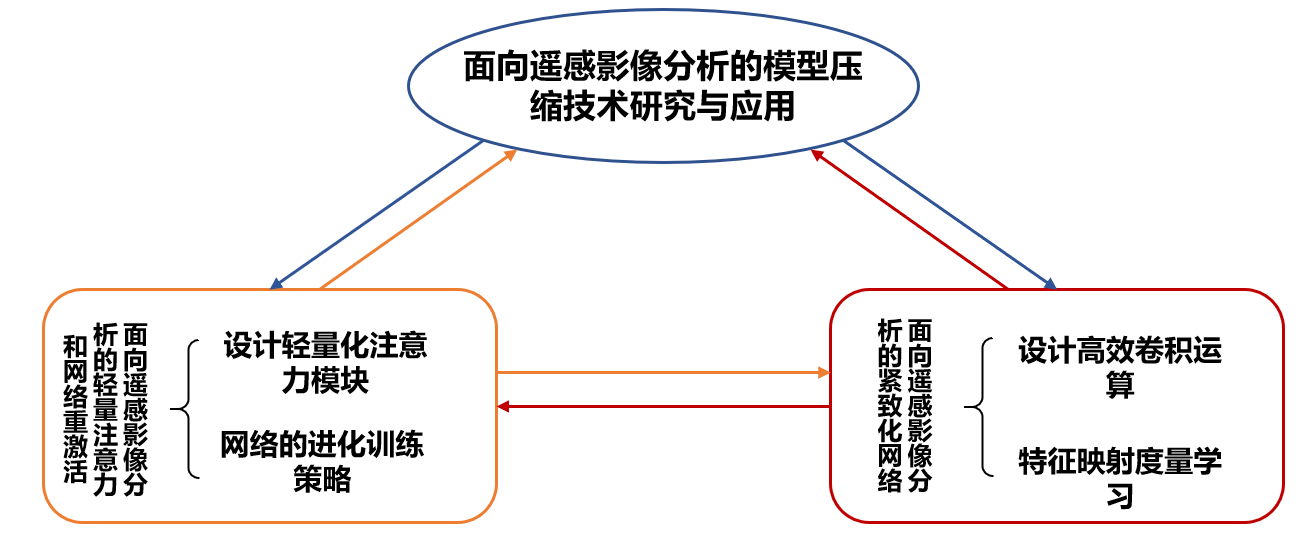 面向遥感影像分析的模型压
缩技术研究与应用
面向遥感影像分
析的轻量注意力
和网络重激活
设计轻量化注意
力模块
网络的进化训练
策略
面向遥感影像分
析的紧致化网络
设计高效卷积运
算
特征映射度量学
习